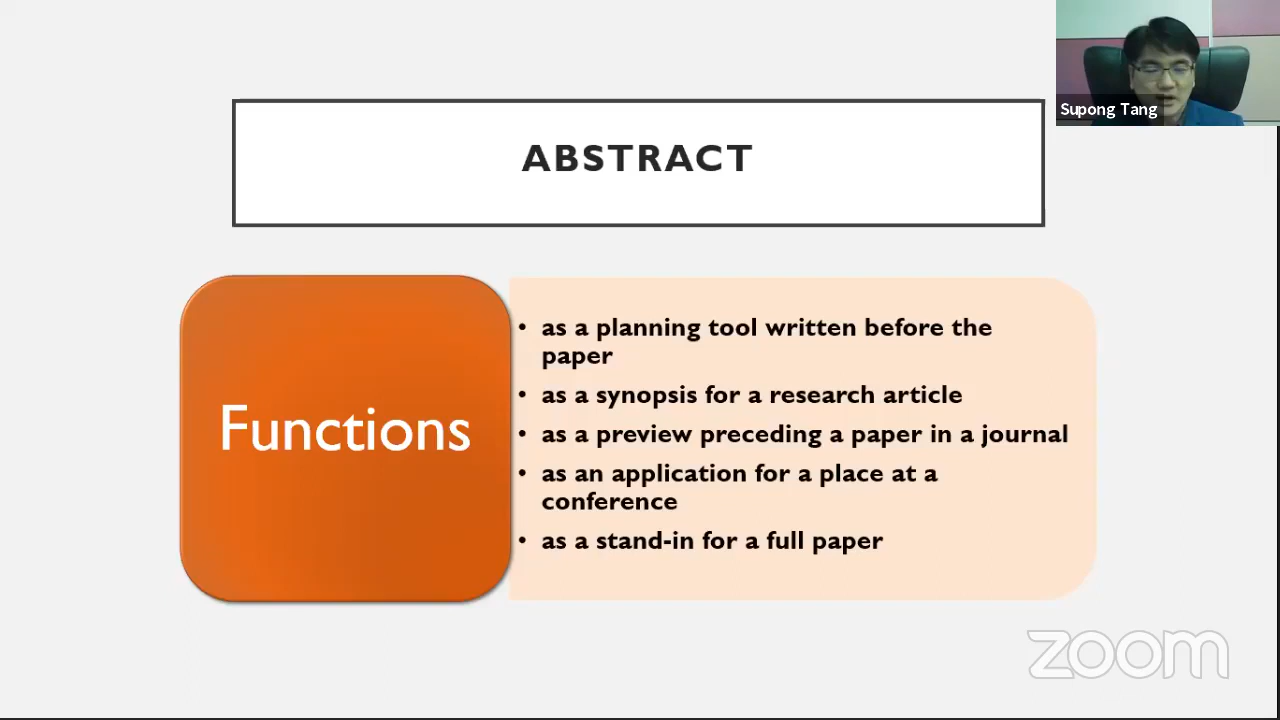 Supong Tang
ABSTRACT
Functions
• as a planning tool written before the
paper
• as a synopsis for a research article
• as a preview preceding a paper in a journal
• as an application for a place at a
conference
• as a stand-in for a full paper
zoom